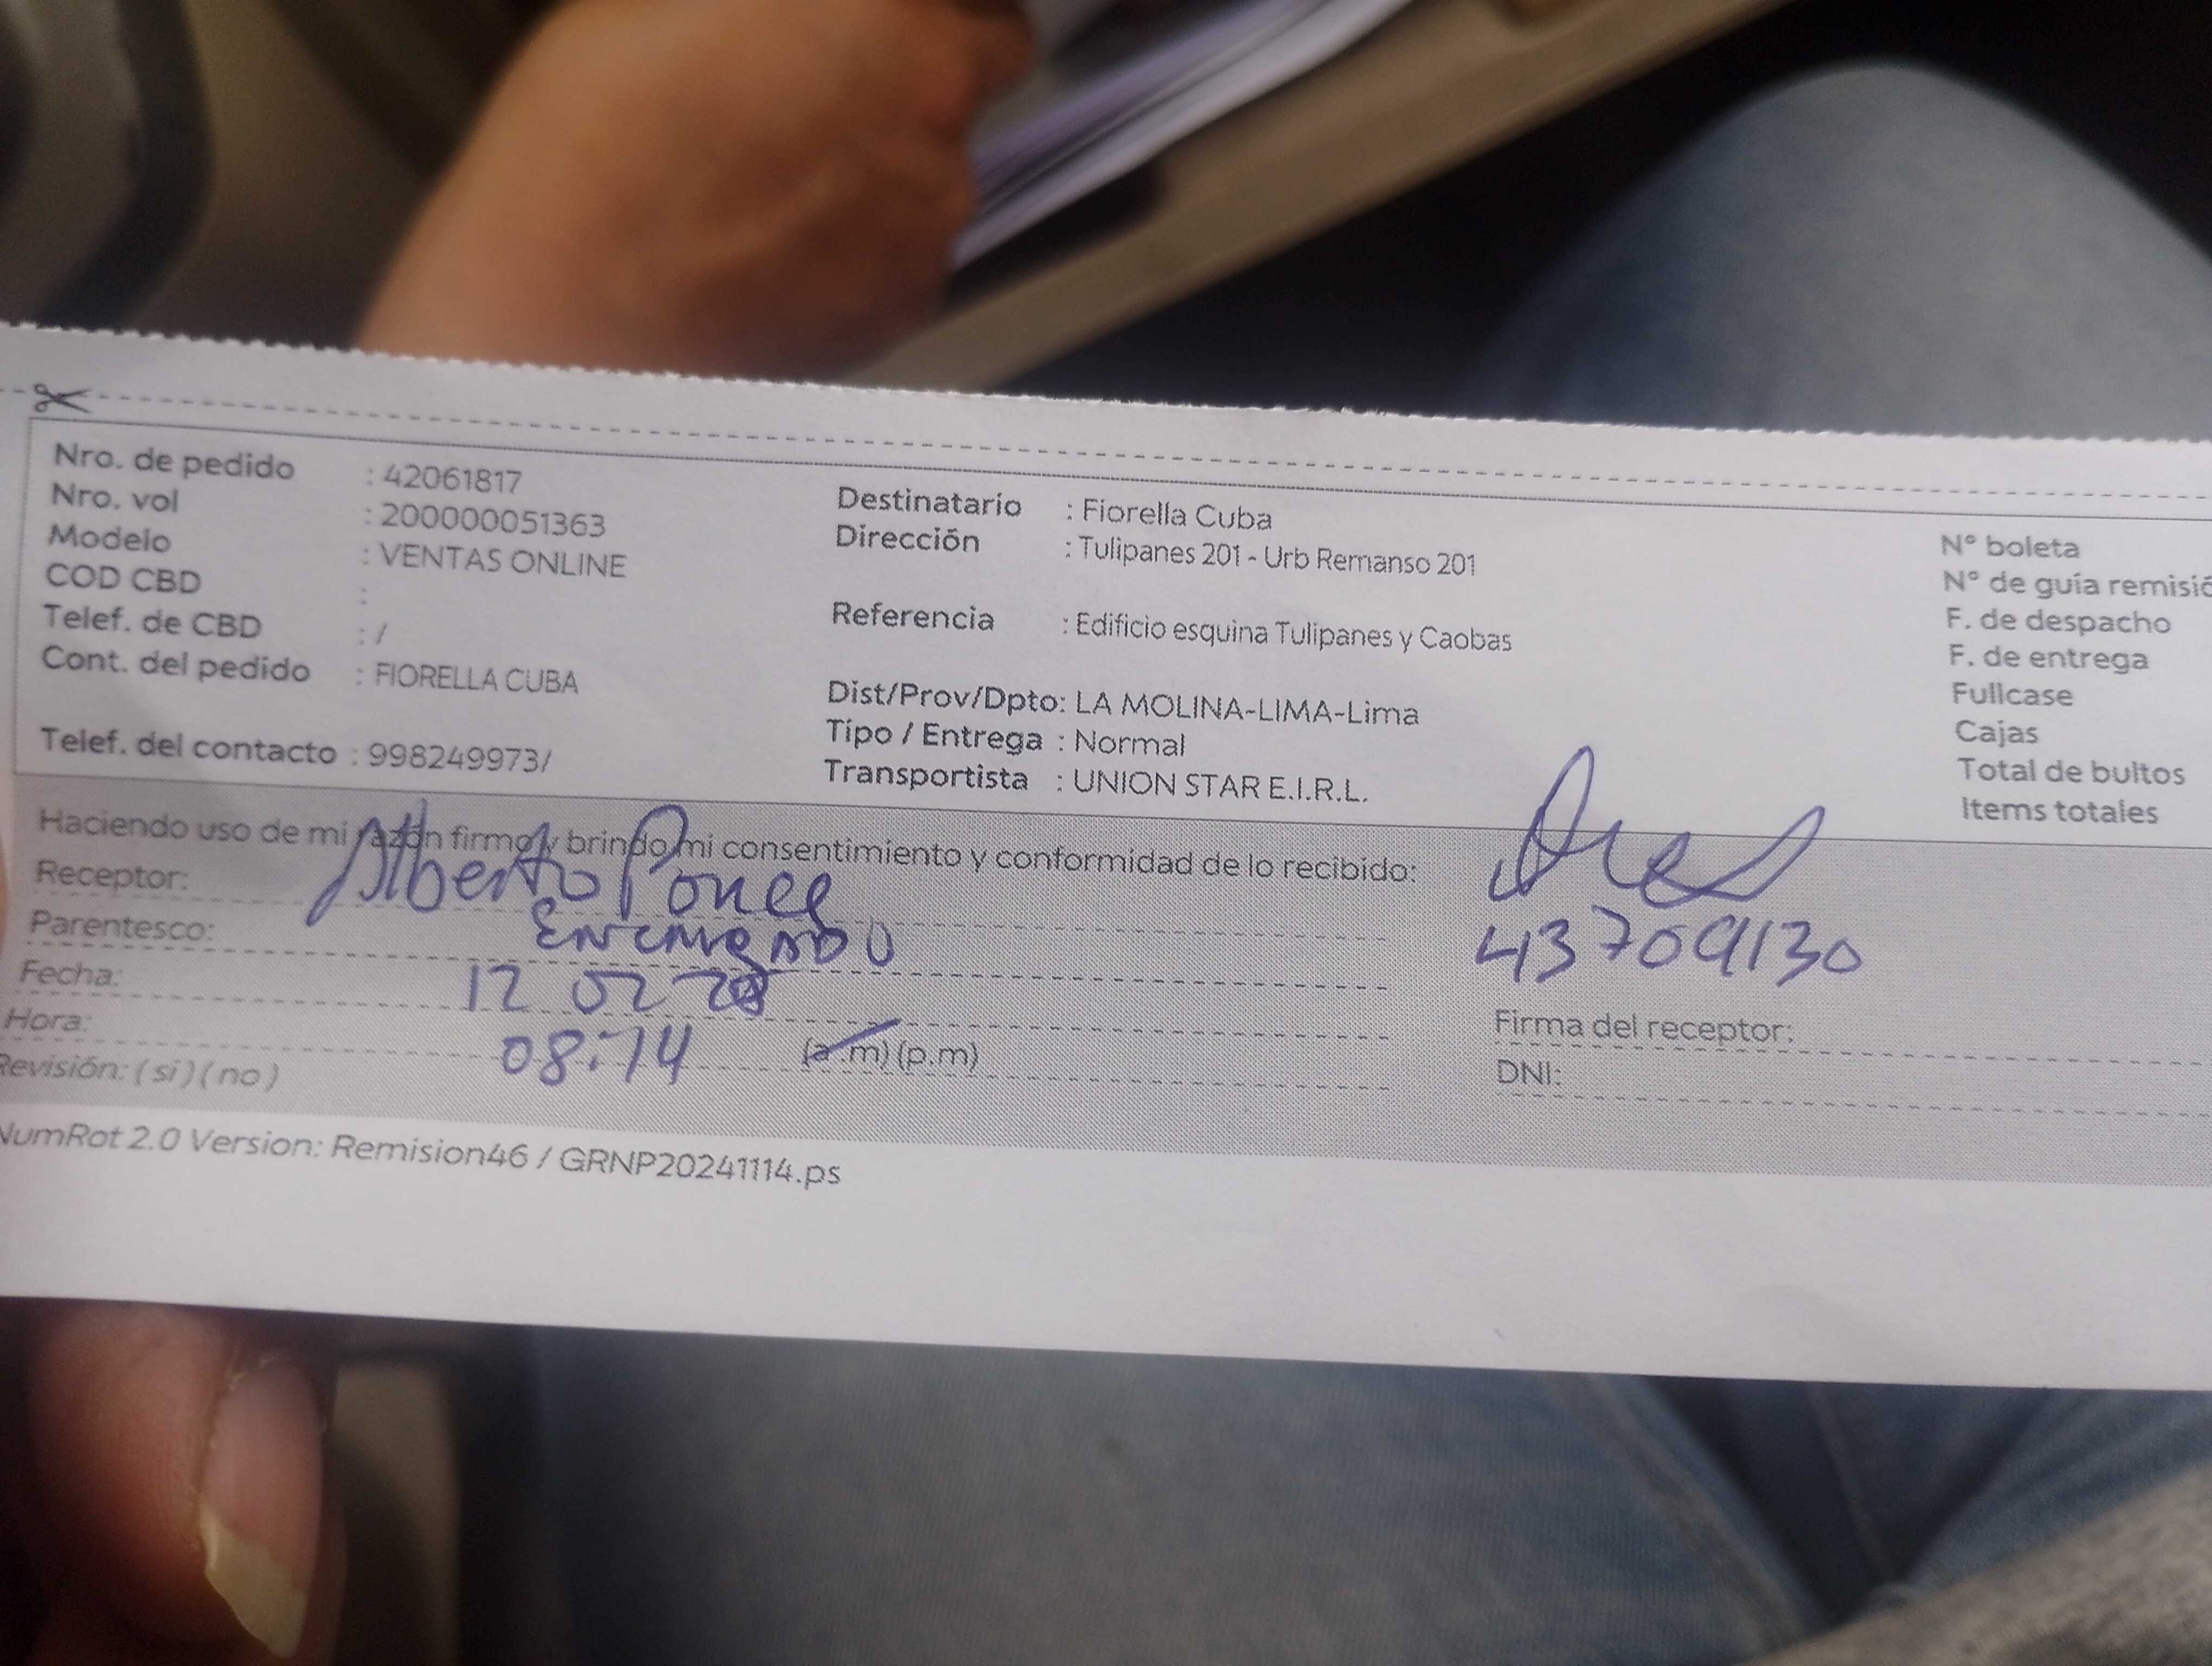 Nro. de pedido : 42061817
Nro. vol : 200000051363
Modelo : VENTAS ONLINE
COD CBD :
Telef. de CBD : /
Cont. del pedido : FIORELLA CUBA
Telef. del contacto : 998249973/
Destinatario : Fiorella Cuba
Dirección : Tulipanes 201 - Urb Remanso 201
Referencia : Edificio esquina Tulipanes y Caobas
Dist/Prov/Dpto: LA MOLINA-LIMA-Lima
Tipo / Entrega : Normal
Transportista : UNION STAR E.I.R.L.
N° boleta
N° de guía remisió
F. de despacho
F. de entrega
Fullcase
Cajas
Total de bultos
Items totales
Haciendo uso de mi razón firmo y brindo mi consentimiento y conformidad de lo recibido:
Receptor: Alberto Ponce
Parentesco: Encargado
Fecha: 12 02
Hora: 08:14 (a.m) (p.m)
Revisión: ( si ) ( no )
43709130
Firma del receptor:
DNI:
NumRot 2.0 Version: Remision46 / GRNP20241114.ps